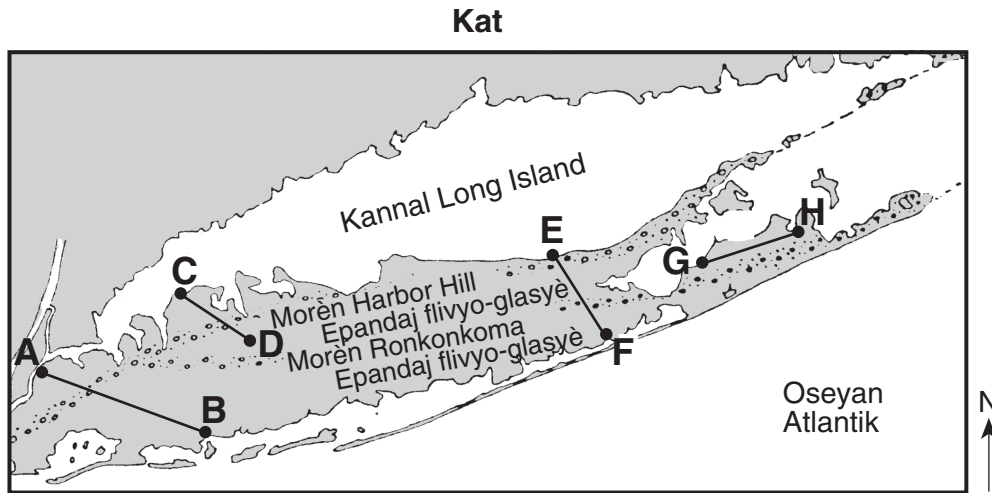 Kat
Kannal Long Island
E
H
C
G
Morèn Harbor Hill
Epandaj flivyo-glasyè
D
Morèn Ronkonkoma
Epandaj flivyo-glasyè
F
A
B
Oseyan
Atlantik
N